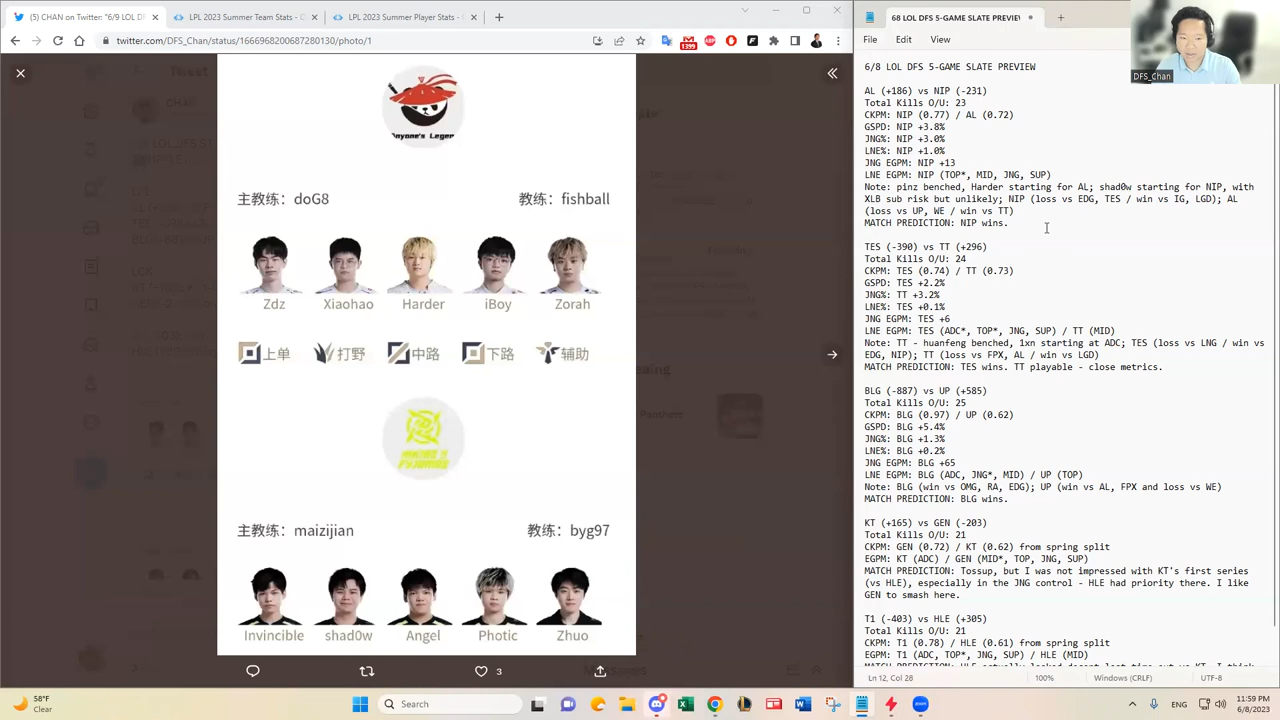 (5) CHAN on Twitter: "6/9 LOL DF
LPL 2023 Summer Team Stats - D
LPL 2023 Summer Player Stats - C
twitter.com/DFS_Chan/status/1666968200687280130/photo/1
1399
主教练：doG8
教练：fishball
Zdz
Xiaohao
Harder
iBoy
Zorah
上单
打野
中路
下路
辅助
主教练：maizijian
教练：byg97
Invincible
shad0w
Angel
Photic
Zhuo
3
68 LOL DFS 5-GAME SLATE PREVIEW
File
Edit
View
DFS_Chan
6/8 LOL DFS 5-GAME SLATE PREVIEW
AL (+186) vs NIP (-231)
Total Kills O/U: 23
CKPM: NIP (0.77) / AL (0.72)
GSPD: NIP +3.8%
JNG%: NIP +3.0%
LNE%: NIP +1.0%
JNG EGPM: NIP +13
LNE EGPM: NIP (TOP*, MID, JNG, SUP)
Note: pinz benched, Harder starting for AL; shad0w starting for NIP, with
XLB sub risk but unlikely; NIP (loss vs EDG, TES / win vs IG, LGD); AL
(loss vs UP, WE / win vs TT)
MATCH PREDICTION: NIP wins.
TES (-390) vs TT (+296)
Total Kills O/U: 24
CKPM: TES (0.74) / TT (0.73)
GSPD: TES +2.2%
JNG%: TT +3.2%
LNE%: TES +0.1%
JNG EGPM: TES +6
LNE EGPM: TES (ADC*, TOP*, JNG, SUP) / TT (MID)
Note: TT - huanfeng benched, 1xn starting at ADC; TES (loss vs LNG / win vs
EDG, NIP); TT (loss vs FPX, AL / win vs LGD)
MATCH PREDICTION: TES wins. TT playable - close metrics.
BLG (-887) vs UP (+585)
Total Kills O/U: 25
CKPM: BLG (0.97) / UP (0.62)
GSPD: BLG +5.4%
JNG%: BLG +1.3%
LNE%: BLG +0.2%
JNG EGPM: BLG +65
LNE EGPM: BLG (ADC, JNG*, MID) / UP (TOP)
Note: BLG (win vs OMG, RA, EDG); UP (win vs AL, FPX and loss vs WE)
MATCH PREDICTION: BLG wins.
KT (+165) vs GEN (-203)
Total Kills O/U: 21
CKPM: GEN (0.72) / KT (0.62) from spring split
EGPM: KT (ADC) / GEN (MID*, TOP, JNG, SUP)
MATCH PREDICTION: Tossup, but I was not impressed with KT's first series
(vs HLE), especially in the JNG control - HLE had priority there. I like
GEN to smash here.
T1 (-403) vs HLE (+305)
Total Kills O/U: 21
CKPM: T1 (0.78) / HLE (0.61) from spring split
EGPM: T1 (ADC, TOP*, JNG, SUP) / HLE (MID)
Ln 12, Col 28
100%
Windows (CRLF)
UTF-8
58°F
Clear
Search
ENG
11:59 PM
6/8/2023